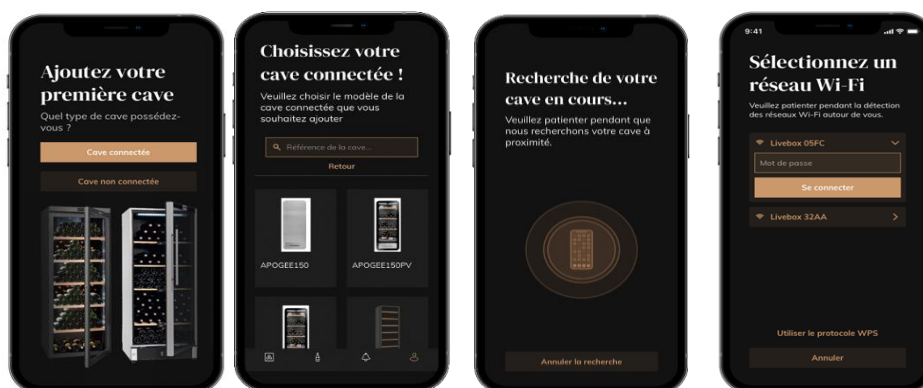 Ajoutez votre
première cave
Quel type de cave possédez-
vous ?
Cave connectée
Cave non connectée
Choisissez votre
cave connectée !
Veuillez choisir le modèle de la
cave connectée que vous
souhaitez ajouter
Référence de la cave...
Retour
APOGEE150
APOGEE150PV
Recherche de votre
cave en cours...
Veuillez patienter pendant que
nous recherchons votre cave à
proximité.
Annuler la recherche
9:41
Sélectionnez un
réseau Wi-Fi
Veuillez patienter pendant la détection
des réseaux Wi-Fi autour de vous.
Livebox 05FC
Mot de passe
Se connecter
Livebox 32AA
Utiliser le protocole WPS
Annuler